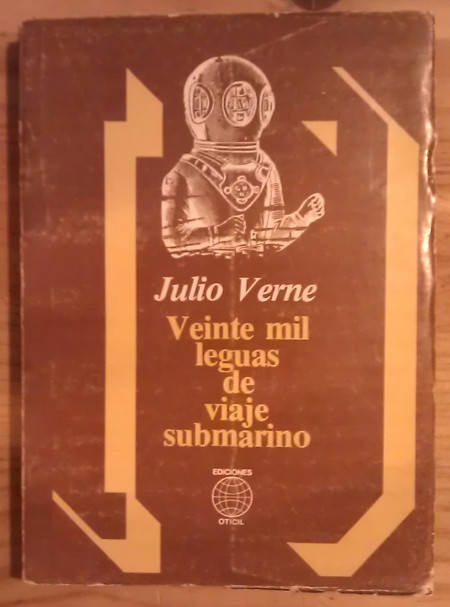 Julio Verne
Veinte mil
leguas
de
viaje
submarino
EDICIONES
OTICIL